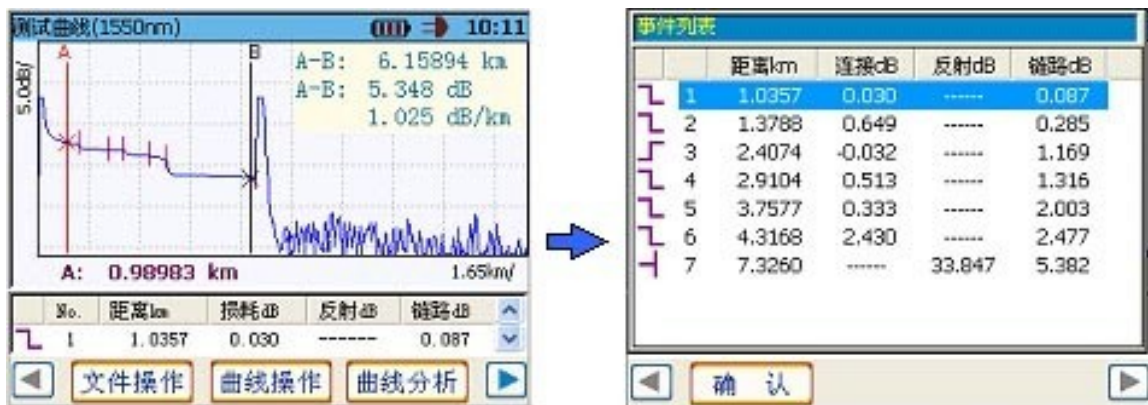 测试曲线(1550nm) 10:11
A B
A-B: 6.15894 km
A-B: 5.348 dB
1.025 dB/km
5.0dB/
A: 0.98983 km 1.65km/
No. 距离km 损耗dB 反射dB 链路dB
1 1.0357 0.030 ------ 0.087
文件操作 曲线操作 曲线分析
事件列表
距离km 连接dB 反射dB 链路dB
1 1.0357 0.030 ------ 0.087
2 1.3788 0.649 ------ 0.285
3 2.4074 -0.032 ------ 1.169
4 2.9104 0.513 ------ 1.316
5 3.7577 0.333 ------ 2.003
6 4.3168 2.430 ------ 2.477
7 7.3260 ------ 33.847 5.382
确 认